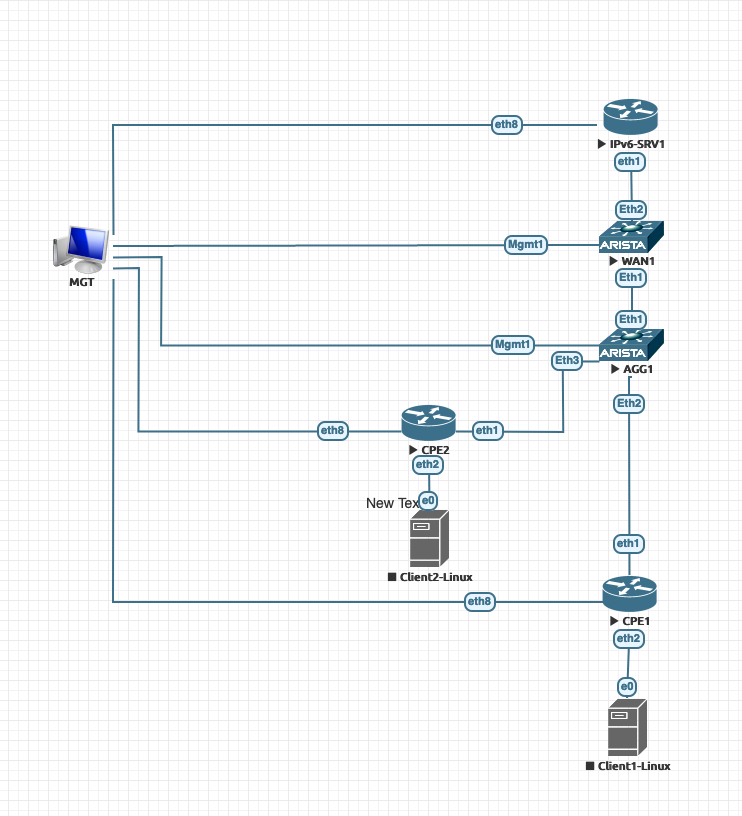 eth8
IPv6-SRV1
eth1
Eth2
Mgmt1
ARISTA
WAN1
MGT
Eth1
Eth1
Mgmt1
ARISTA
Eth3
AGG1
Eth2
eth8
eth1
CPE2
eth2
New Tex
e0
eth1
Client2-Linux
eth8
CPE1
eth2
e0
Client1-Linux